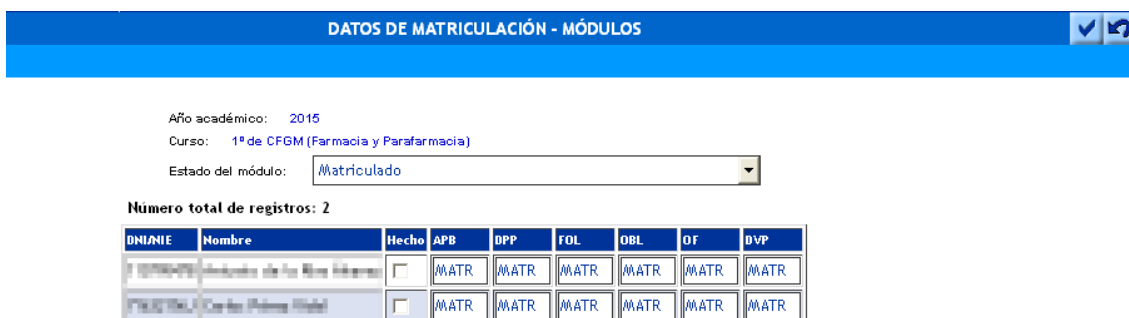 DATOS DE MATRICULACIÓN - MÓDULOS
Año académico: 2015
Curso: 1º de CFGM (Farmacia y Parafarmacia)
Estado del módulo: Matriculado
Número total de registros: 2
DNI/NIE Nombre Hecho APB DPP FOL OBL OF DVP
MATR MATR MATR MATR MATR MATR
MATR MATR MATR MATR MATR MATR